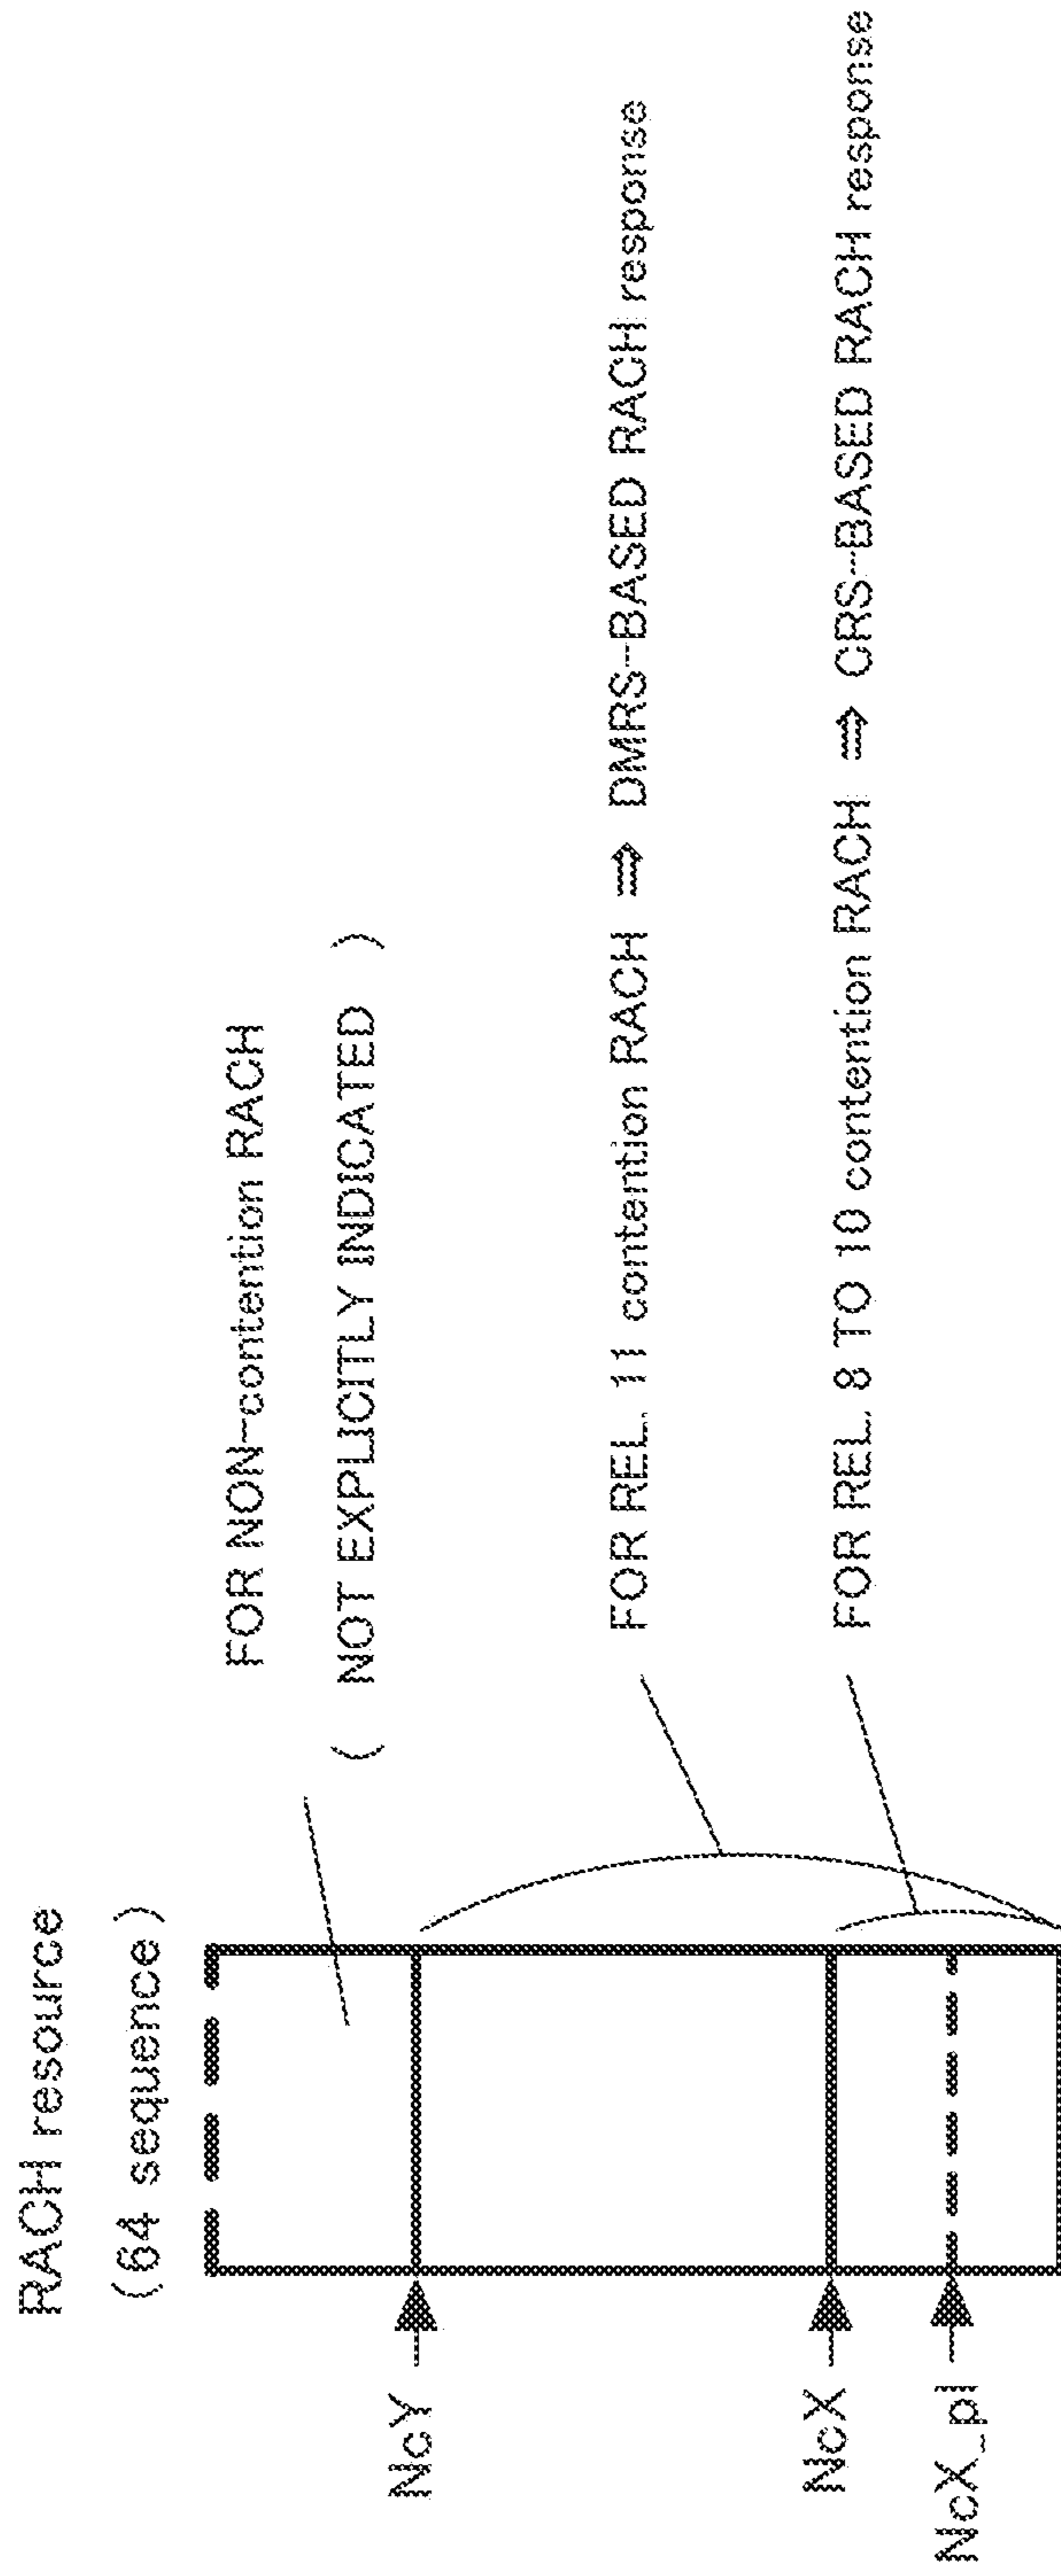 RACH resource
(64 sequence)
FOR NON-contention RACH
( NOT EXPLICITLY INDICATED )
NcY
FOR REL. 11 contention RACH ⇒ DMRS-BASED RACH response
NcX
FOR REL. 8 TO 10 contention RACH ⇒ CRS-BASED RACH response
NcX_pl